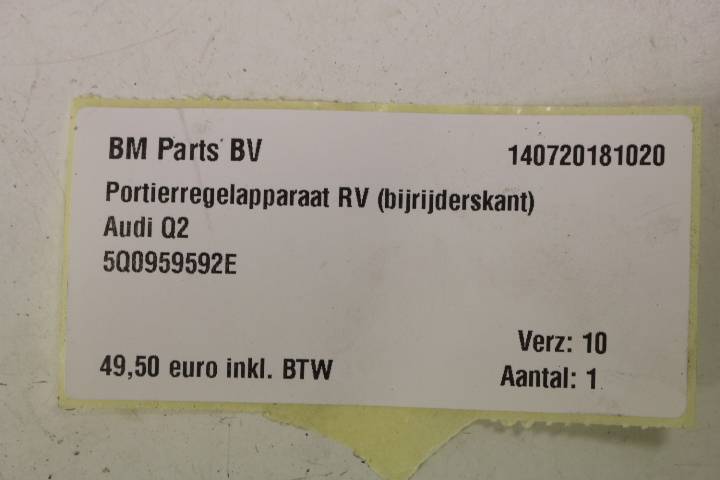 BM Parts BV 140720181020
Portierregelapparaat RV (bijrijderskant)
Audi Q2
5Q0959592E
Verz: 10
49,50 euro inkl. BTW Aantal: 1